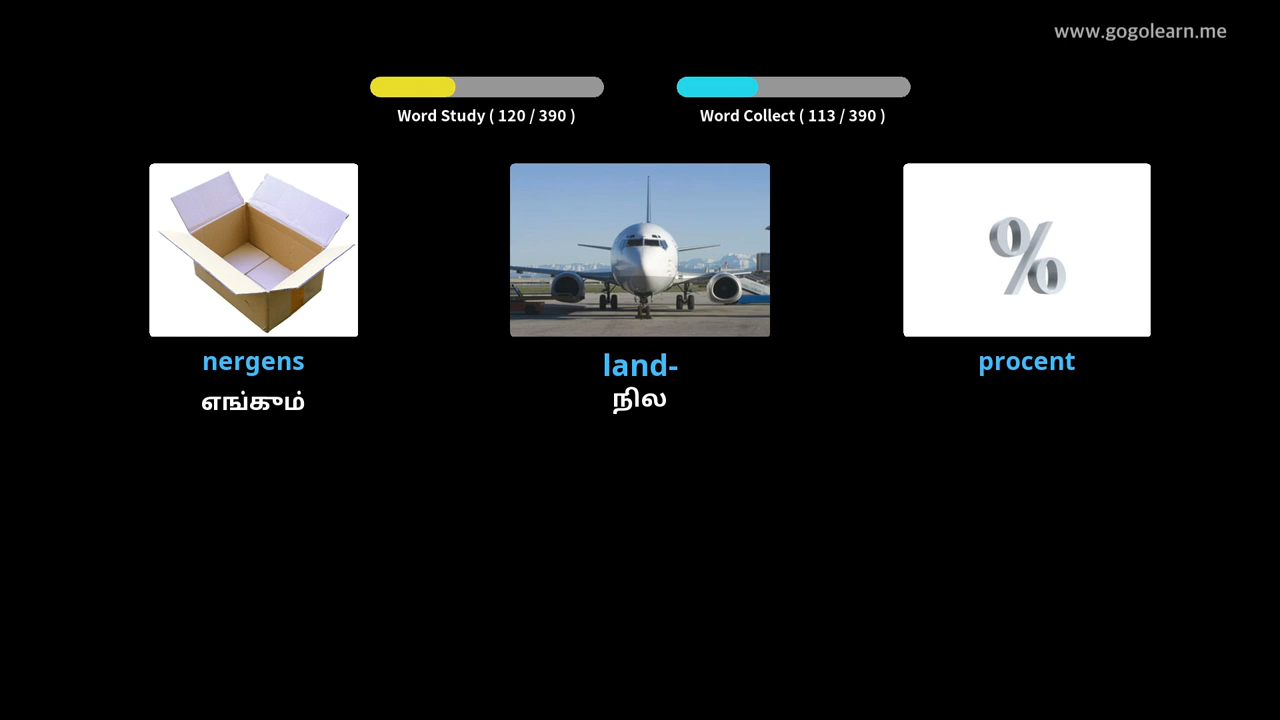 www.gogolearn.me
Word Study ( 120 / 390 )
Word Collect ( 113 / 390 )
nergens
எங்கும்
land-
நில
procent
%